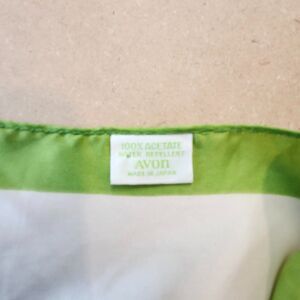 100% ACETATE
WATER REPELLENT
AVON
MADE IN JAPAN